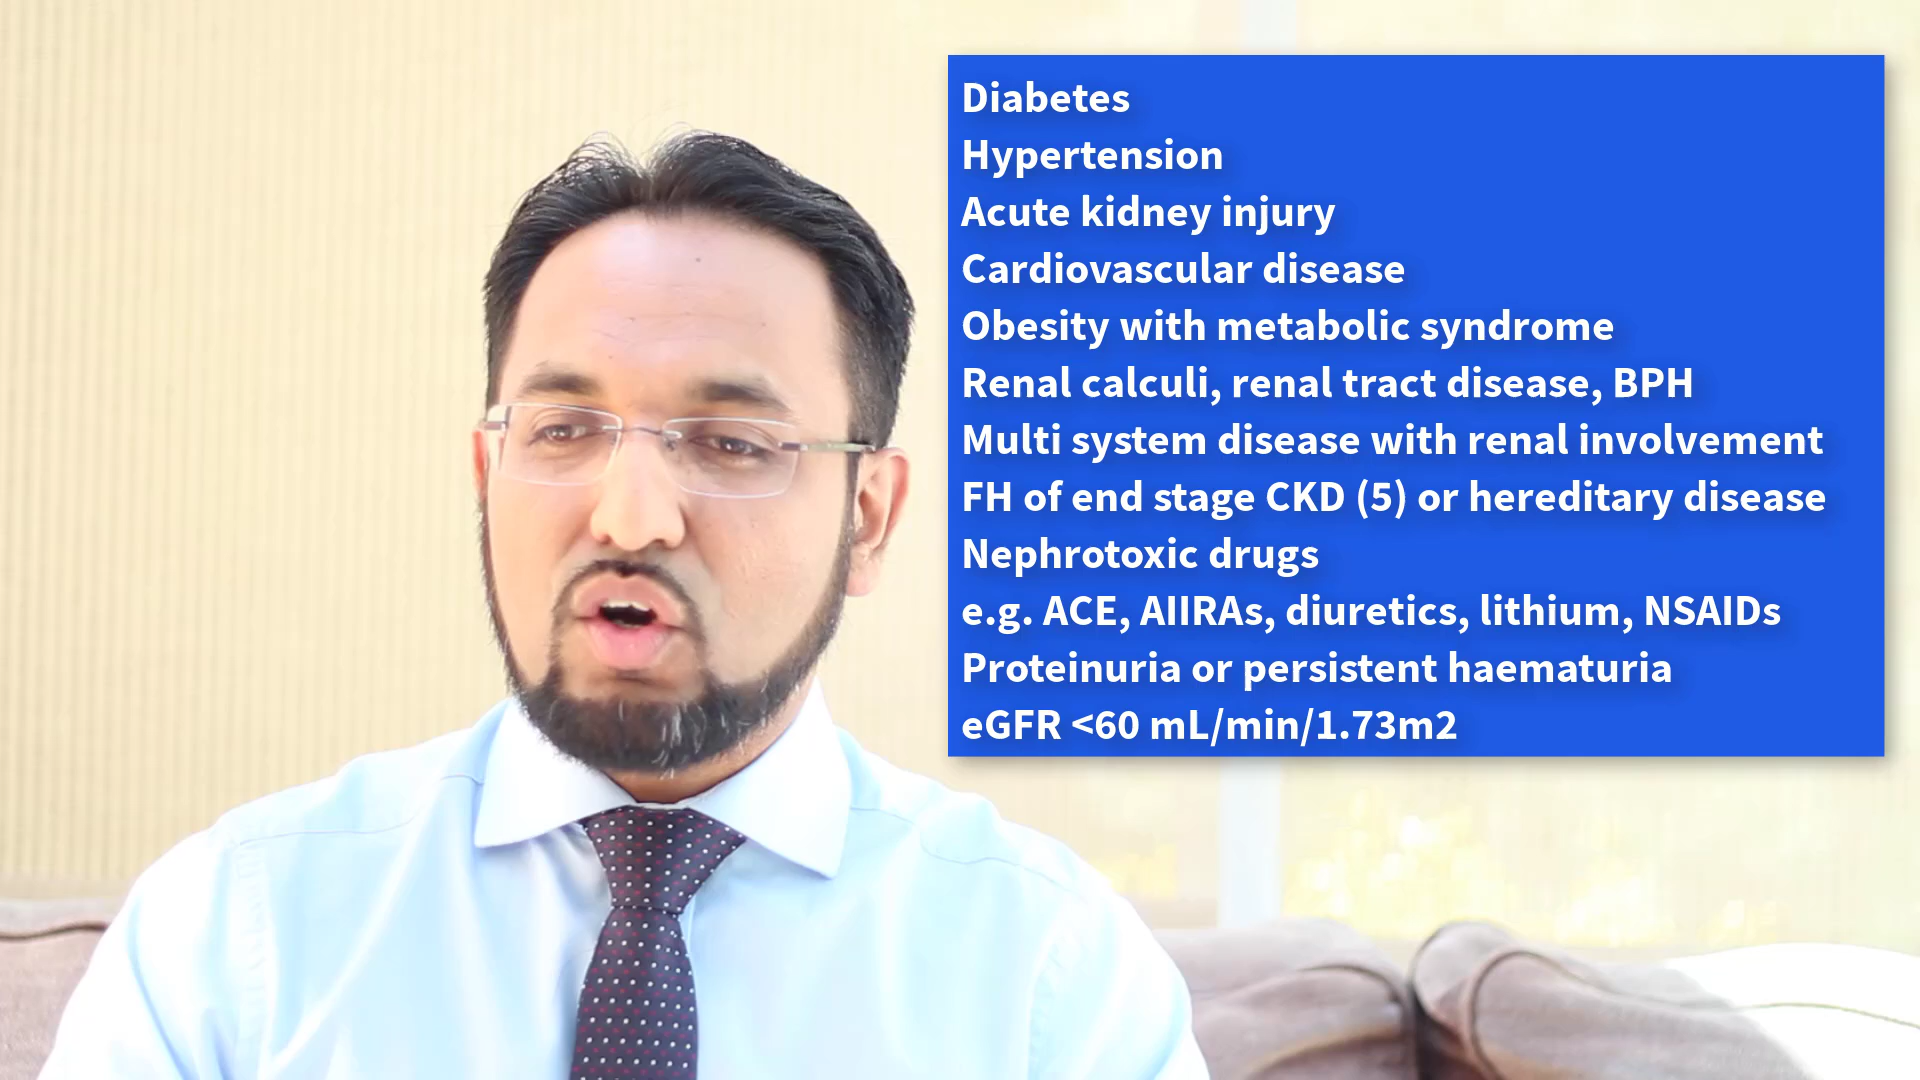 Diabetes
Hypertension
Acute kidney injury
Cardiovascular disease
Obesity with metabolic syndrome
Renal calculi, renal tract disease, BPH
Multi system disease with renal involvement
FH of end stage CKD (5) or hereditary disease
Nephrotoxic drugs
e.g. ACE, AIIRAs, diuretics, lithium, NSAIDs
Proteinuria or persistent haematuria
eGFR <60 mL/min/1.73m2